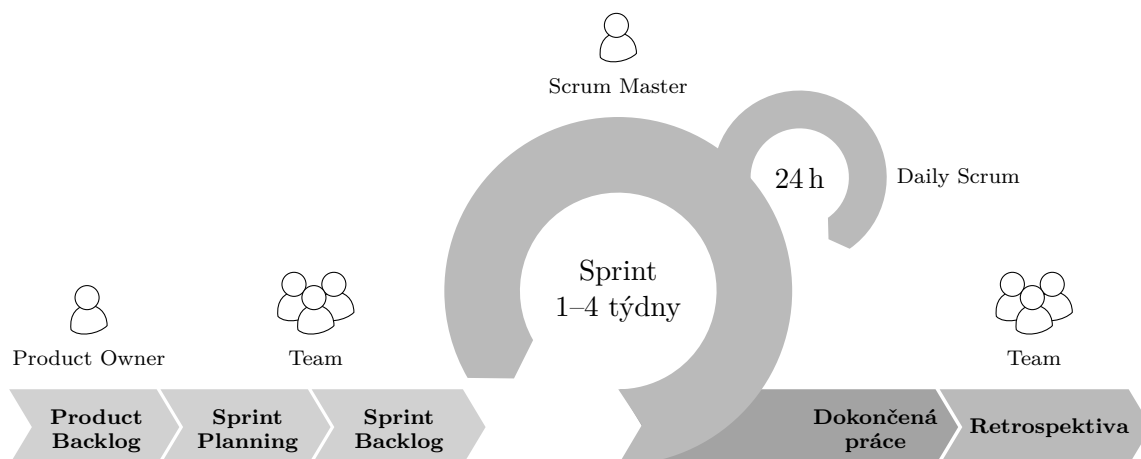 Scrum Master
24 h
Daily Scrum
Sprint
1–4 týdny
Product Owner
Team
Team
Product
Backlog
Sprint
Planning
Sprint
Backlog
Dokončená
práce
Retrospektiva